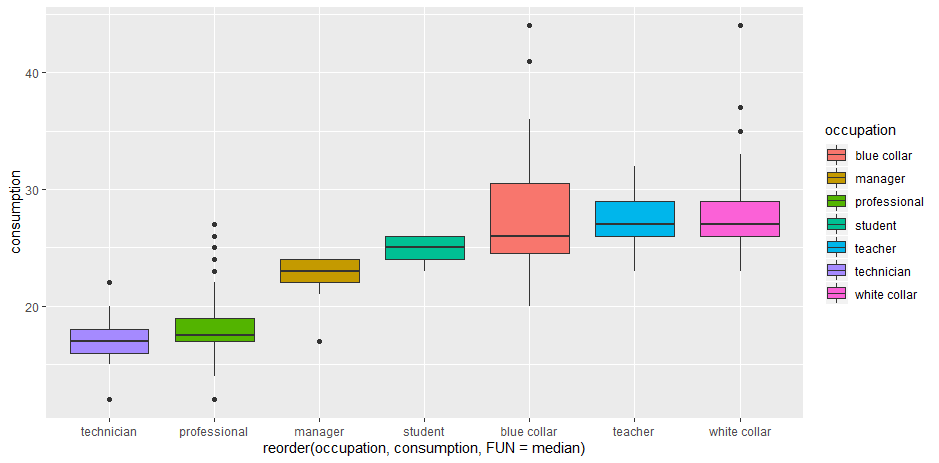 consumption
40
30
20
technician professional manager student blue collar teacher white collar
reorder(occupation, consumption, FUN = median)
occupation
blue collar
manager
professional
student
teacher
technician
white collar